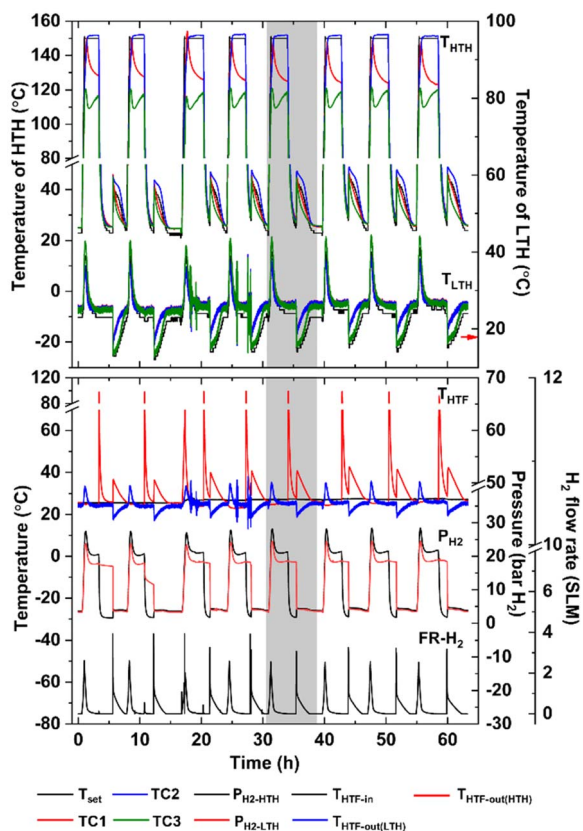 160
140
120
100
80
40
20
0
-20
Temperature of HTH (°C)
100
80
60
40
20
Temperature of LTH
(°C)
T_HTH
T_LTH
120
80
60
40
20
0
-20
-40
-60
-80
Temperature (°C)
70
60
50
40
30
20
10
0
-10
-20
-30
Pressure (bar H₂)
12
10
8
6
4
2
0
H₂ flow rate (SLM)
T_HTF
P_H2
FR-H₂
0 10 20 30 40 50 60
Time (h)
T_set TC2 P_H2-HTH T_HTF-in T_HTF-out(HTH)
TC1 TC3 P_H2-LTH T_HTF-out(LTH)